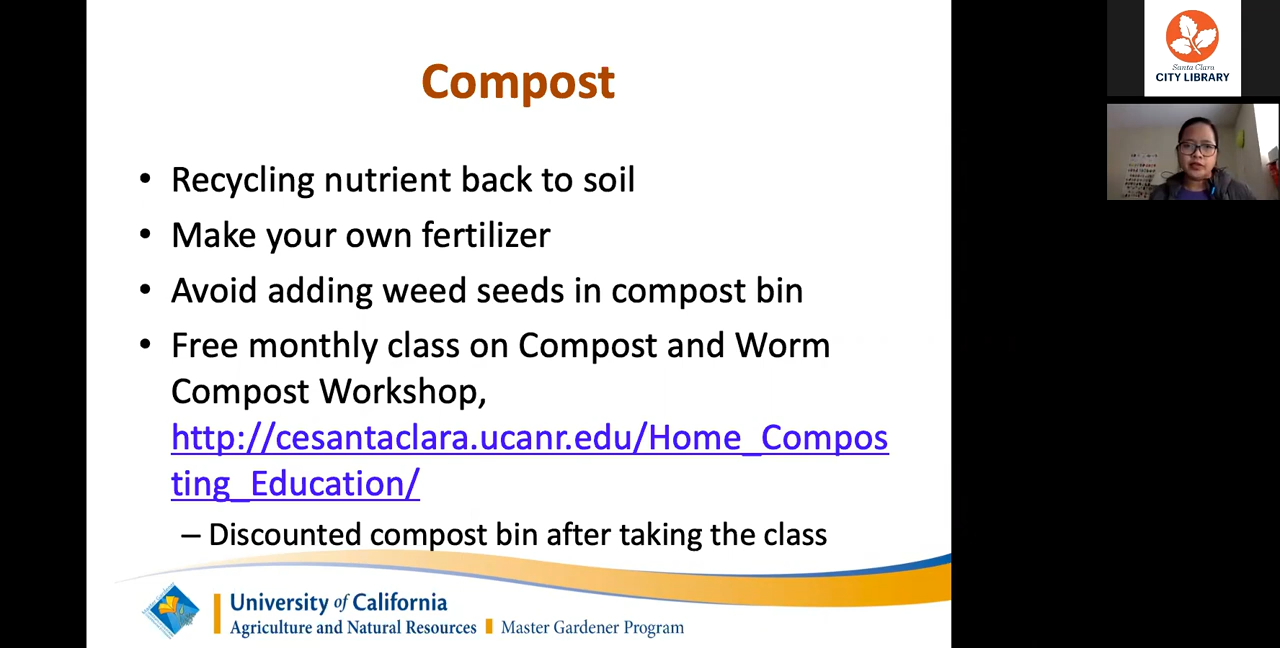 Compost
• Recycling nutrient back to soil
• Make your own fertilizer
• Avoid adding weed seeds in compost bin
• Free monthly class on Compost and Worm
Compost Workshop,
http://cesantaclara.ucanr.edu/Home_Compos
ting_Education/
– Discounted compost bin after taking the class
University of California
Agriculture and Natural Resources Master Gardener Program
Santa Clara
CITY LIBRARY